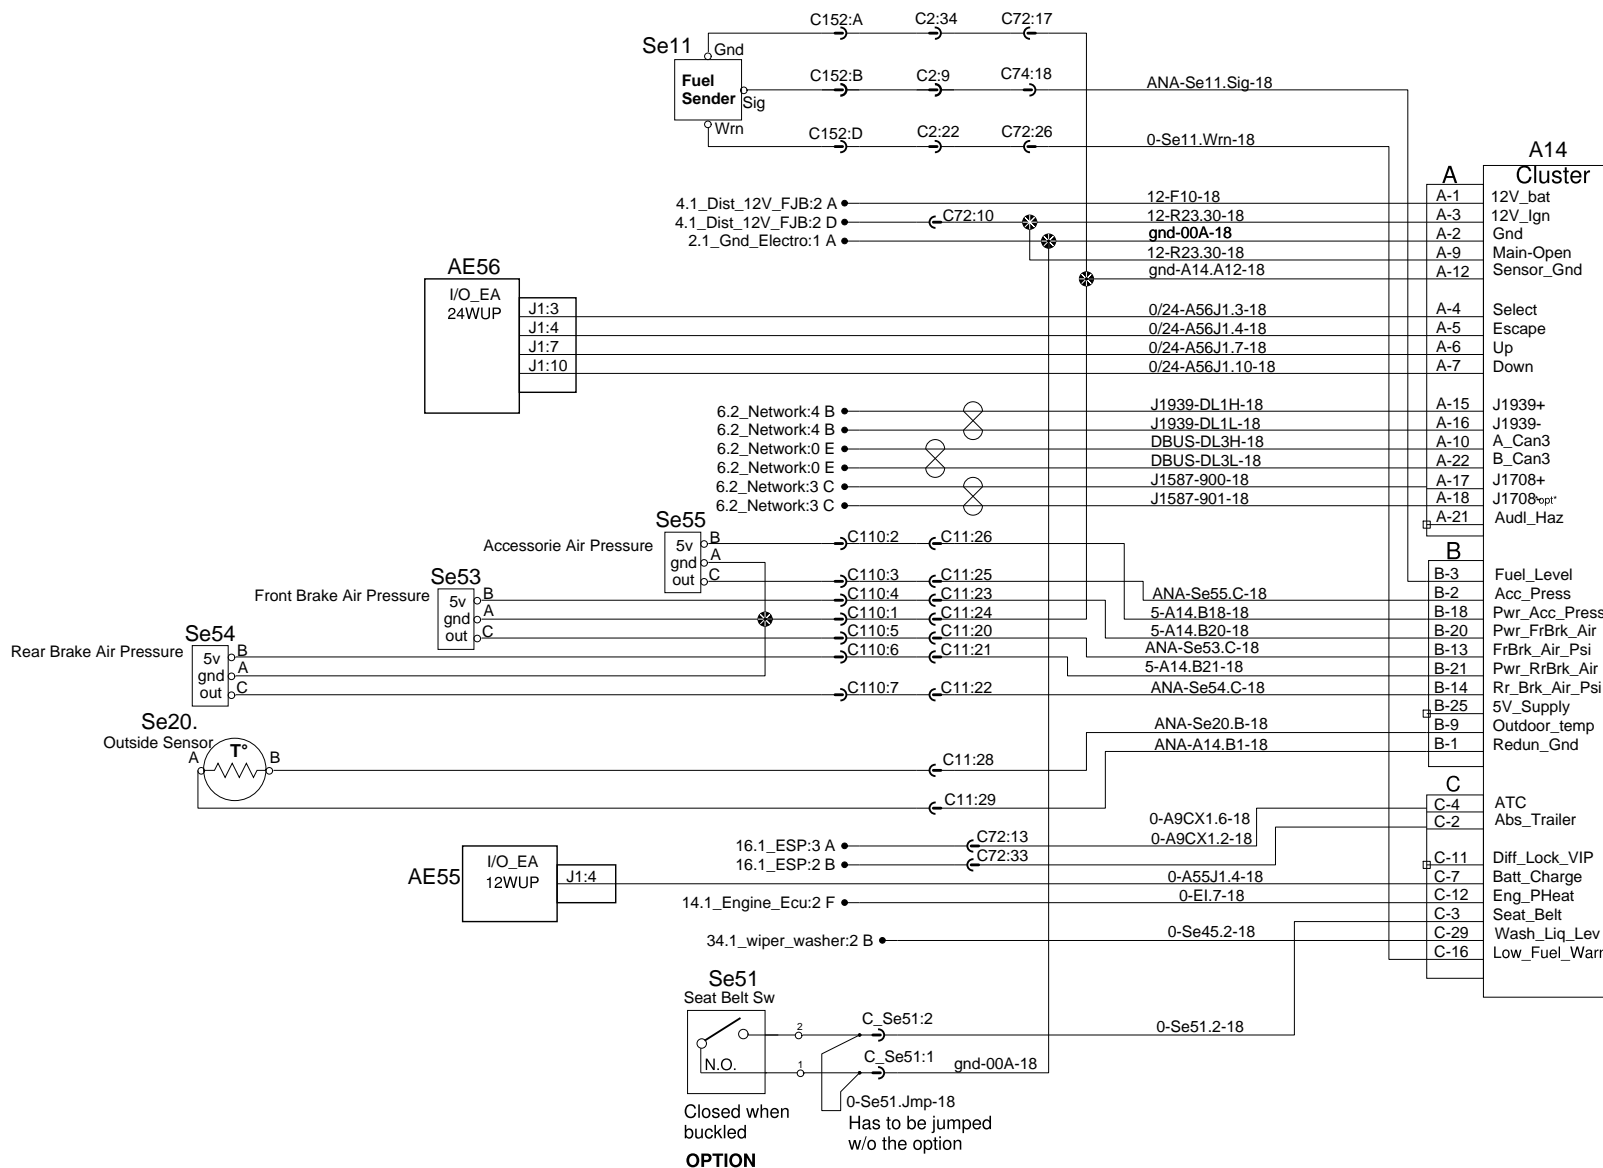 C152:A C2:34 C72:17
Se11 Gnd
C152:B C2:9 C74:18 ANA-Se11.Sig-18
Fuel
Sender Sig
Wrn
C152:D C2:22 C72:26 0-Se11.Wrn-18
A14
A Cluster
4.1_Dist_12V_FJB:2 A 12-F10-18 A-1 12V_bat
4.1_Dist_12V_FJB:2 D C72:10 12-R23.30-18 A-3 12V_Ign
2.1_Gnd_Electro:1 A gnd-00A-18 A-2 Gnd
12-R23.30-18 A-9 Main-Open
gnd-A14.A12-18 A-12 Sensor_Gnd
AE56
I/O_EA
24WUP
J1:3 0/24-A56J1.3-18 A-4 Select
J1:4 0/24-A56J1.4-18 A-5 Escape
J1:7 0/24-A56J1.7-18 A-6 Up
J1:10 0/24-A56J1.10-18 A-7 Down
6.2_Network:4 B J1939-DL1H-18 A-15 J1939+
6.2_Network:4 B J1939-DL1L-18 A-16 J1939-
6.2_Network:0 E DBUS-DL3H-18 A-10 A_Can3
6.2_Network:0 E DBUS-DL3L-18 A-22 B_Can3
6.2_Network:3 C J1587-900-18 A-17 J1708+
6.2_Network:3 C J1587-901-18 A-18 J1708-*opt*
A-21 Audl_Haz
Se55
Accessorie Air Pressure 5v B C110:2 C11:26
gnd A
out C C110:3 C11:25
B
B-3 Fuel_Level
ANA-Se55.C-18 B-2 Acc_Press
Se53
Front Brake Air Pressure 5v B C110:4 C11:23
gnd A C110:1 C11:24 5-A14.B18-18 B-18 Pwr_Acc_Press
out C C110:5 C11:20 5-A14.B20-18 B-20 Pwr_FrBrk_Air
Se54
Rear Brake Air Pressure 5v B C110:6 C11:21 ANA-Se53.C-18 B-13 FrBrk_Air_Psi
gnd A 5-A14.B21-18 B-21 Pwr_RrBrk_Air
out C C110:7 C11:22 ANA-Se54.C-18 B-14 Rr_Brk_Air_Psi
B-25 5V_Supply
Se20.
Outside Sensor
A T° B
ANA-Se20.B-18 B-9 Outdoor_temp
ANA-A14.B1-18 B-1 Redun_Gnd
C11:28
C11:29
C
C-4 ATC
0-A9CX1.6-18 C-2 Abs_Trailer
16.1_ESP:3 A C72:13 0-A9CX1.2-18
16.1_ESP:2 B C72:33 C-11 Diff_Lock_VIP
AE55 I/O_EA
12WUP J1:4 0-A55J1.4-18 C-7 Batt_Charge
14.1_Engine_Ecu:2 F 0-EI.7-18 C-12 Eng_PHeat
C-3 Seat_Belt
34.1_wiper_washer:2 B 0-Se45.2-18 C-29 Wash_Liq_Lev
C-16 Low_Fuel_Warn
Se51
Seat Belt Sw
2 C_Se51:2 0-Se51.2-18
N.O. 1 C_Se51:1 gnd-00A-18
0-Se51.Jmp-18
Closed when
buckled
Has to be jumped
w/o the option
OPTION